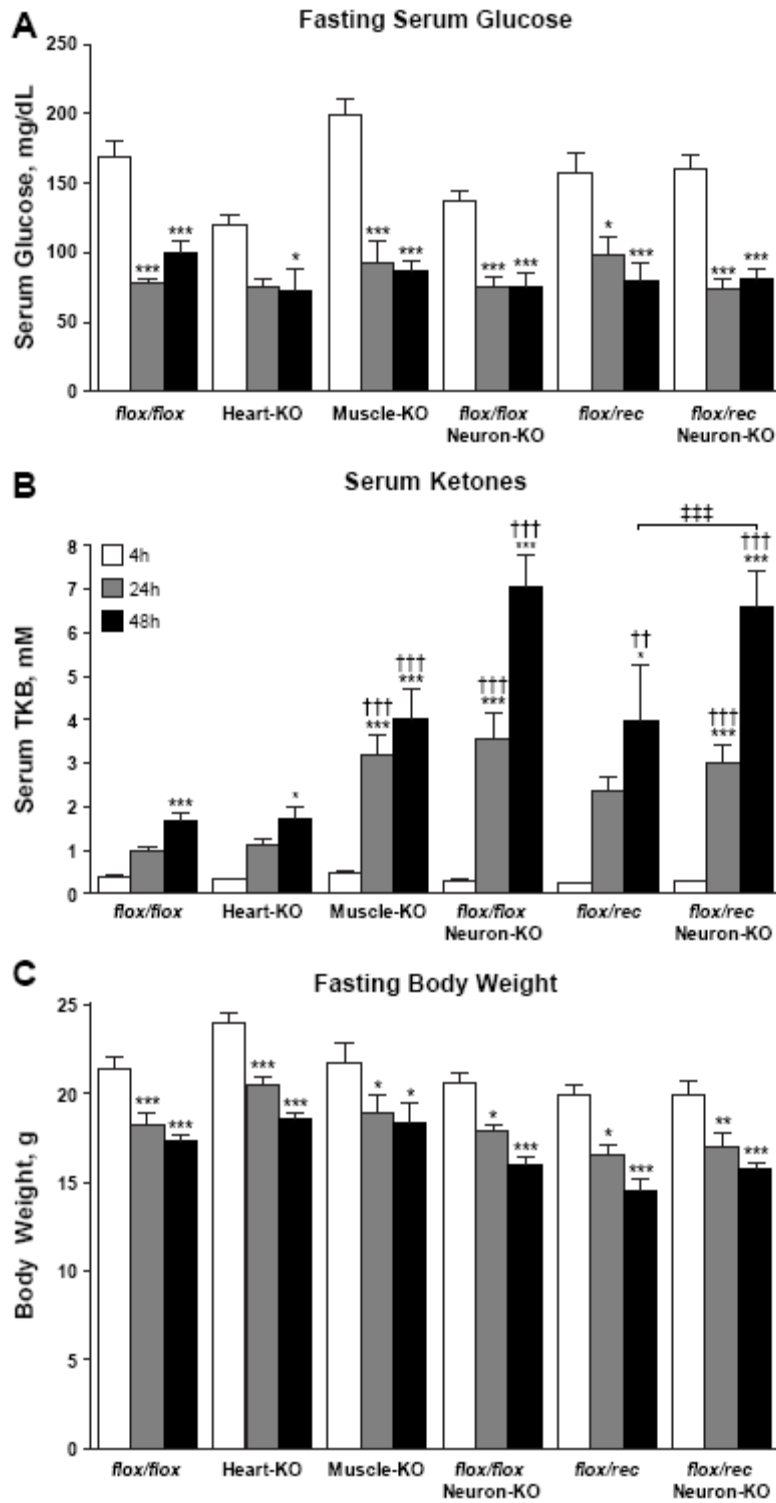 A
Fasting Serum Glucose
Serum Glucose, mg/dL
250
200
150
100
50
0
*** ***
*
*** ***
*** ***
* ***
*** ***
flox/flox Heart-KO Muscle-KO flox/flox flox/rec flox/rec
Neuron-KO Neuron-KO
B
Serum Ketones
Serum TKB, mM
8
7
6
5
4
3
2
1
0
4h
24h
48h
***
*
†††
***
†††
***
†††
***
†††
***
††
*
‡‡‡
†††
***
†††
***
flox/flox Heart-KO Muscle-KO flox/flox flox/rec flox/rec
Neuron-KO Neuron-KO
C
Fasting Body Weight
Body Weight, g
25
20
15
10
5
0
*** ***
*** ***
* *
* ***
* ***
** ***
flox/flox Heart-KO Muscle-KO flox/flox flox/rec flox/rec
Neuron-KO Neuron-KO